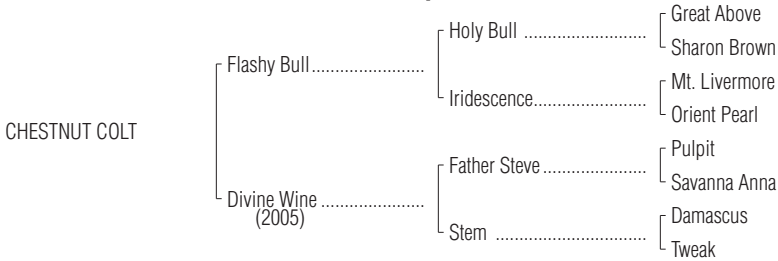 Great Above
Holy Bull ........................
Sharon Brown
Flashy Bull......................
Mt. Livermore
Iridescence......................
Orient Pearl
CHESTNUT COLT
Pulpit
Father Steve ....................
Savanna Anna
Divine Wine ....................
(2005)
Damascus
Stem .............................
Tweak